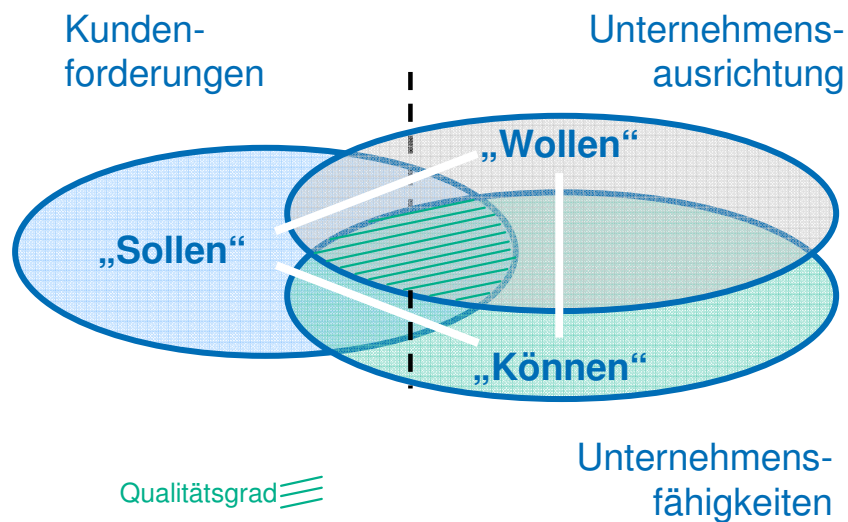 Kunden-
forderungen
Unternehmens-
ausrichtung
„Wollen“
„Sollen“
„Können“
Qualitätsgrad
Unternehmens-
fähigkeiten